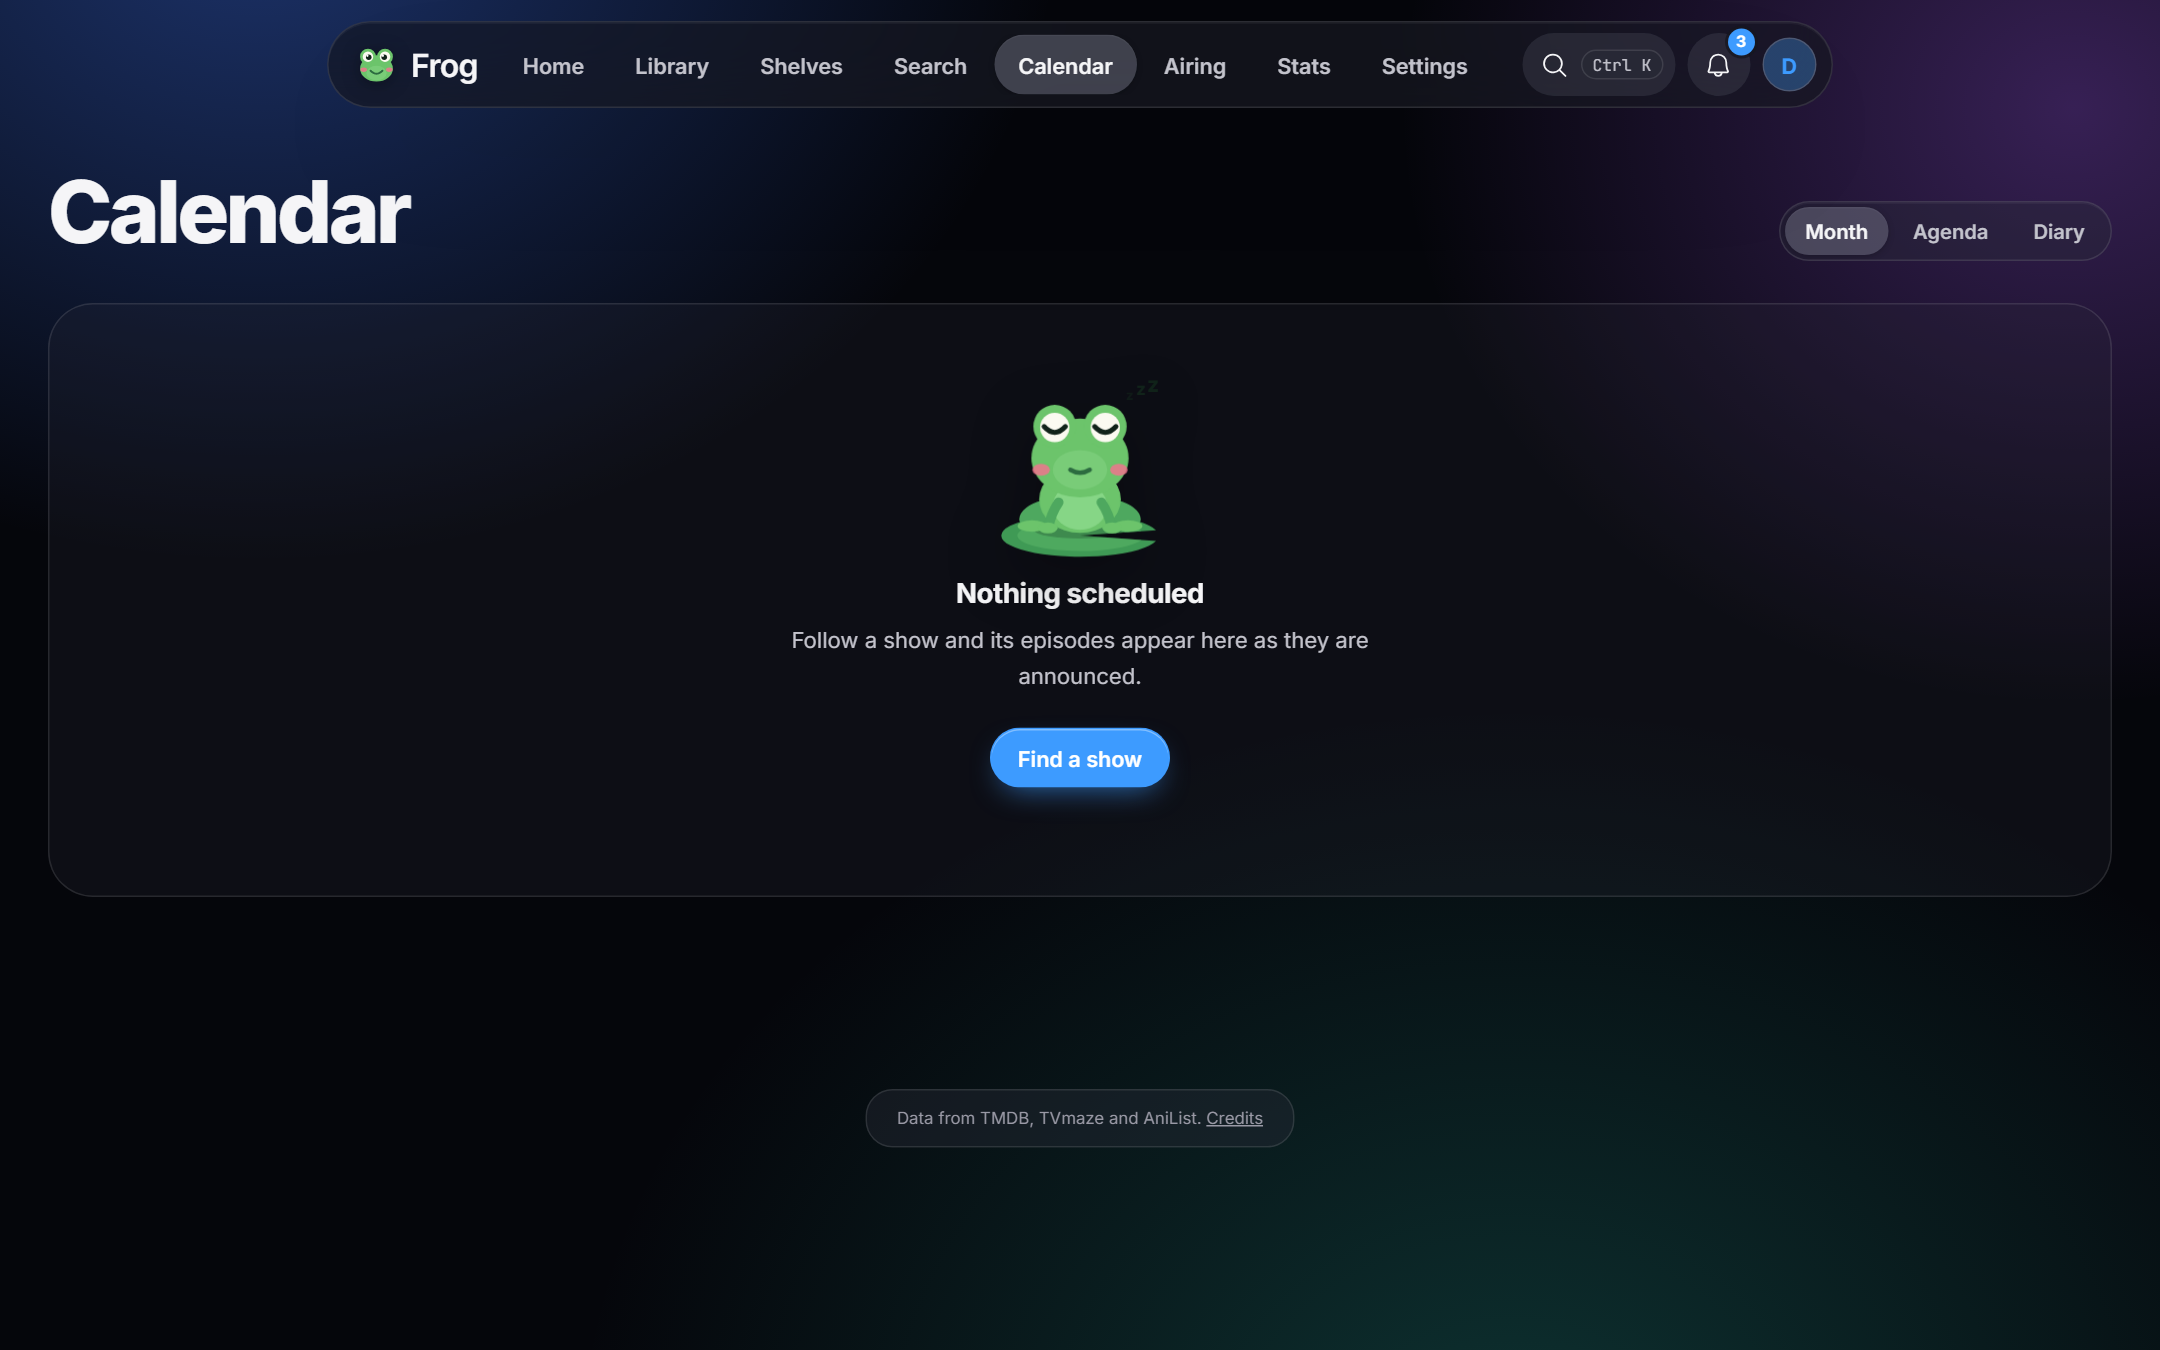 Frog
Home
Library
Shelves
Search
Calendar
Airing
Stats
Settings
Ctrl K
3
D
Calendar
Month
Agenda
Diary
z z Z
Nothing scheduled
Follow a show and its episodes appear here as they are
announced.
Find a show
Data from TMDB, TVmaze and AniList. Credits